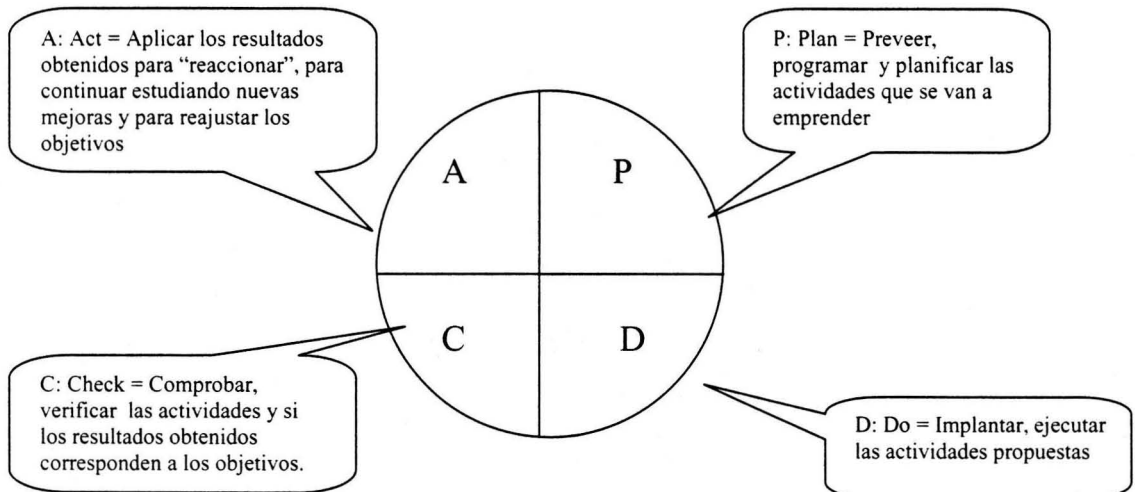 A: Act = Aplicar los resultados
obtenidos para “reaccionar”, para
continuar estudiando nuevas
mejoras y para reajustar los
objetivos
P: Plan = Preveer,
programar y planificar las
actividades que se van a
emprender
A
P
C
D
C: Check = Comprobar,
verificar las actividades y si
los resultados obtenidos
corresponden a los objetivos.
D: Do = Implantar, ejecutar
las actividades propuestas